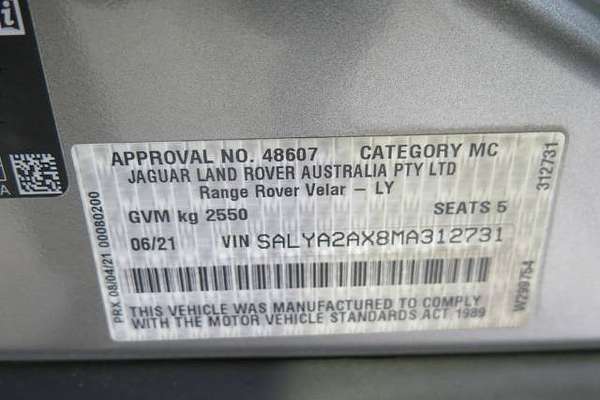 APPROVAL NO. 48607 CATEGORY MC
JAGUAR LAND ROVER AUSTRALIA PTY LTD
Range Rover Velar – LY
GVM kg 2550 SEATS 5
06/21 VIN SALYA2AX8MA312731
THIS VEHICLE WAS MANUFACTURED TO COMPLY
WITH THE MOTOR VEHICLE STANDARDS ACT 1989
PRX 08/04/21 00080200
312731
W299754
A